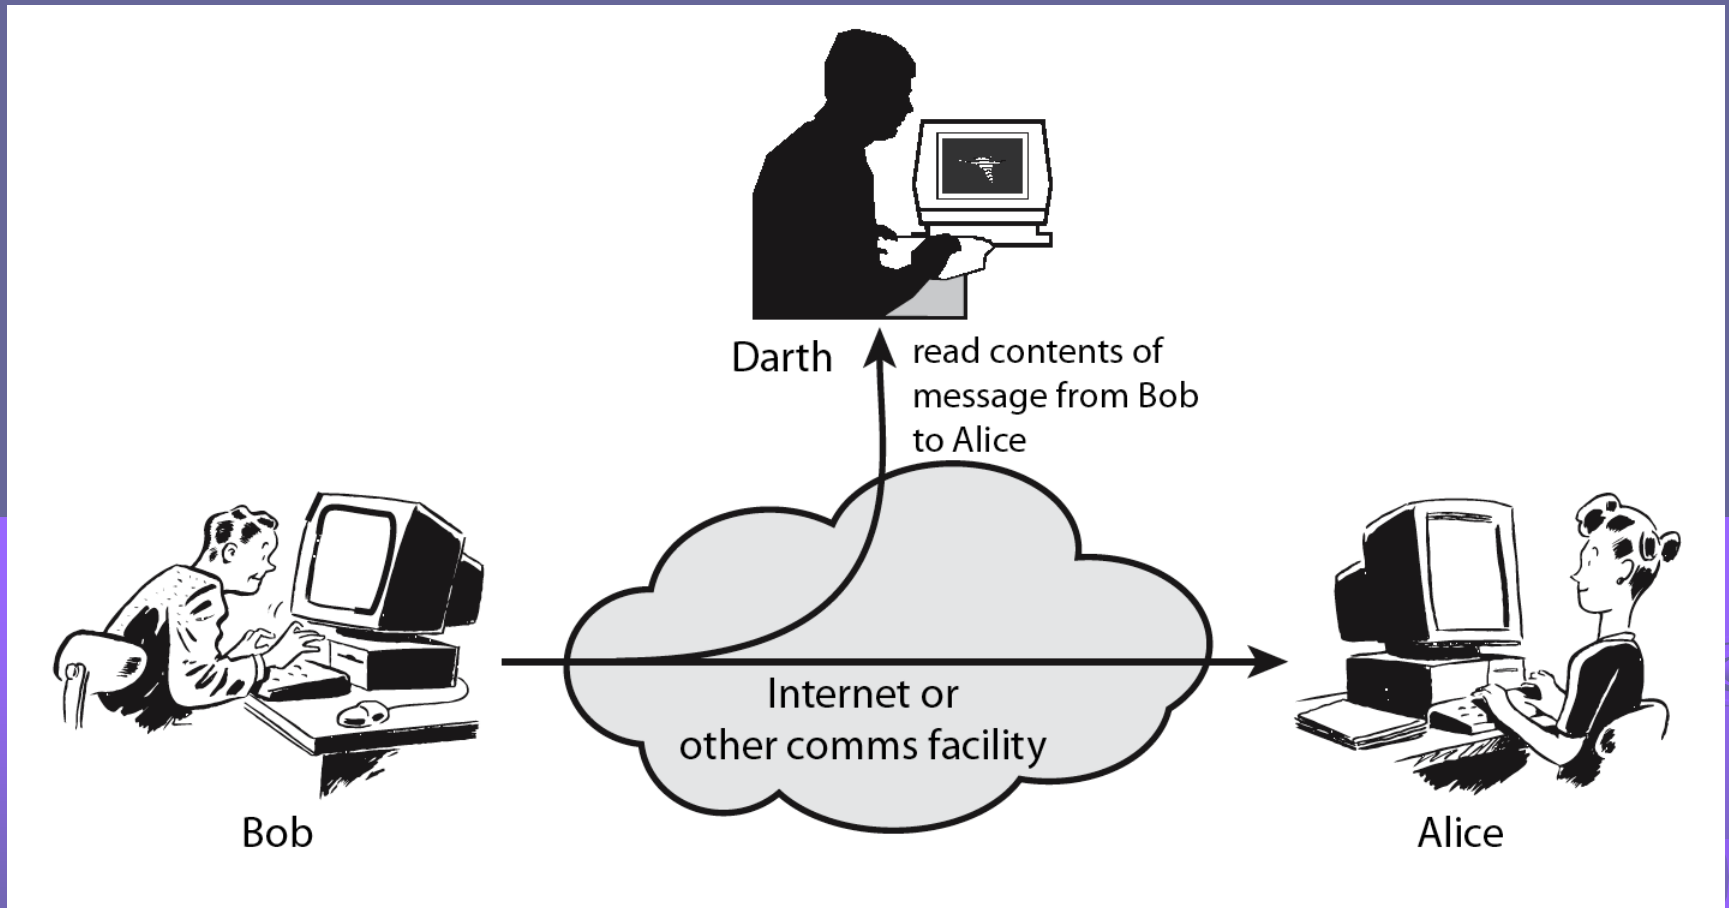 Darth
read contents of
message from Bob
to Alice
Internet or
other comms facility
Bob
Alice